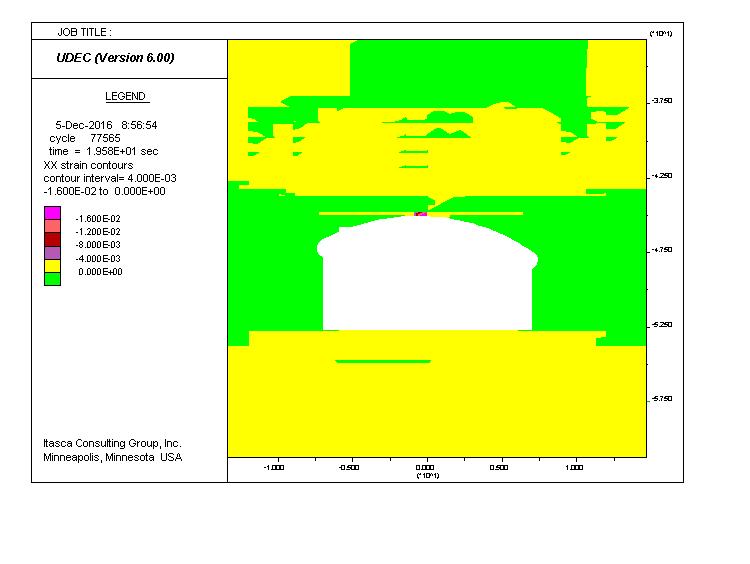 JOB TITLE :
(*10^1)
UDEC (Version 6.00)
LEGEND
5-Dec-2016 8:56:54
cycle 77565
time = 1.958E+01 sec
XX strain contours
contour interval= 4.000E-03
-1.600E-02 to 0.000E+00
-1.600E-02
-1.200E-02
-8.000E-03
-4.000E-03
0.000E+00
-3.750
-4.250
-4.750
-5.250
-5.750
Itasca Consulting Group, Inc.
Minneapolis, Minnesota USA
-1.000 -0.500 0.000 0.500 1.000
(*10^1)